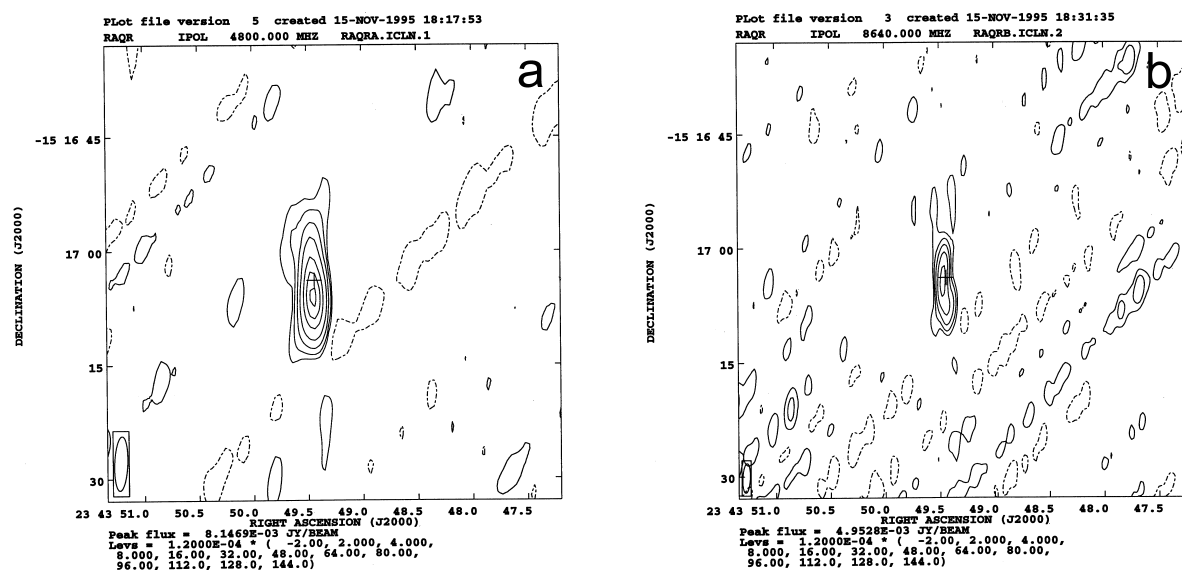 PLot file version 5 created 15-NOV-1995 18:17:53
RAQR IPOL 4800.000 MHZ RAQRA.ICLN.1
a
-15 16 45
17 00
15
30
DECLINATION (J2000)
23 43 51.0 50.5 50.0 49.5 49.0 48.5 48.0 47.5
RIGHT ASCENSION (J2000)
Peak flux = 8.1469E-03 JY/BEAM
Levs = 1.2000E-04 * ( -2.00, 2.000, 4.000,
8.000, 16.00, 32.00, 48.00, 64.00, 80.00,
96.00, 112.0, 128.0, 144.0)
PLot file version 3 created 15-NOV-1995 18:31:35
RAQR IPOL 8640.000 MHZ RAQRB.ICLN.2
b
-15 16 45
17 00
15
30
DECLINATION (J2000)
23 43 51.0 50.5 50.0 49.5 49.0 48.5 48.0 47.5
RIGHT ASCENSION (J2000)
Peak flux = 4.9528E-03 JY/BEAM
Levs = 1.2000E-04 * ( -2.00, 2.000, 4.000,
8.000, 16.00, 32.00, 48.00, 64.00, 80.00,
96.00, 112.0, 128.0, 144.0)